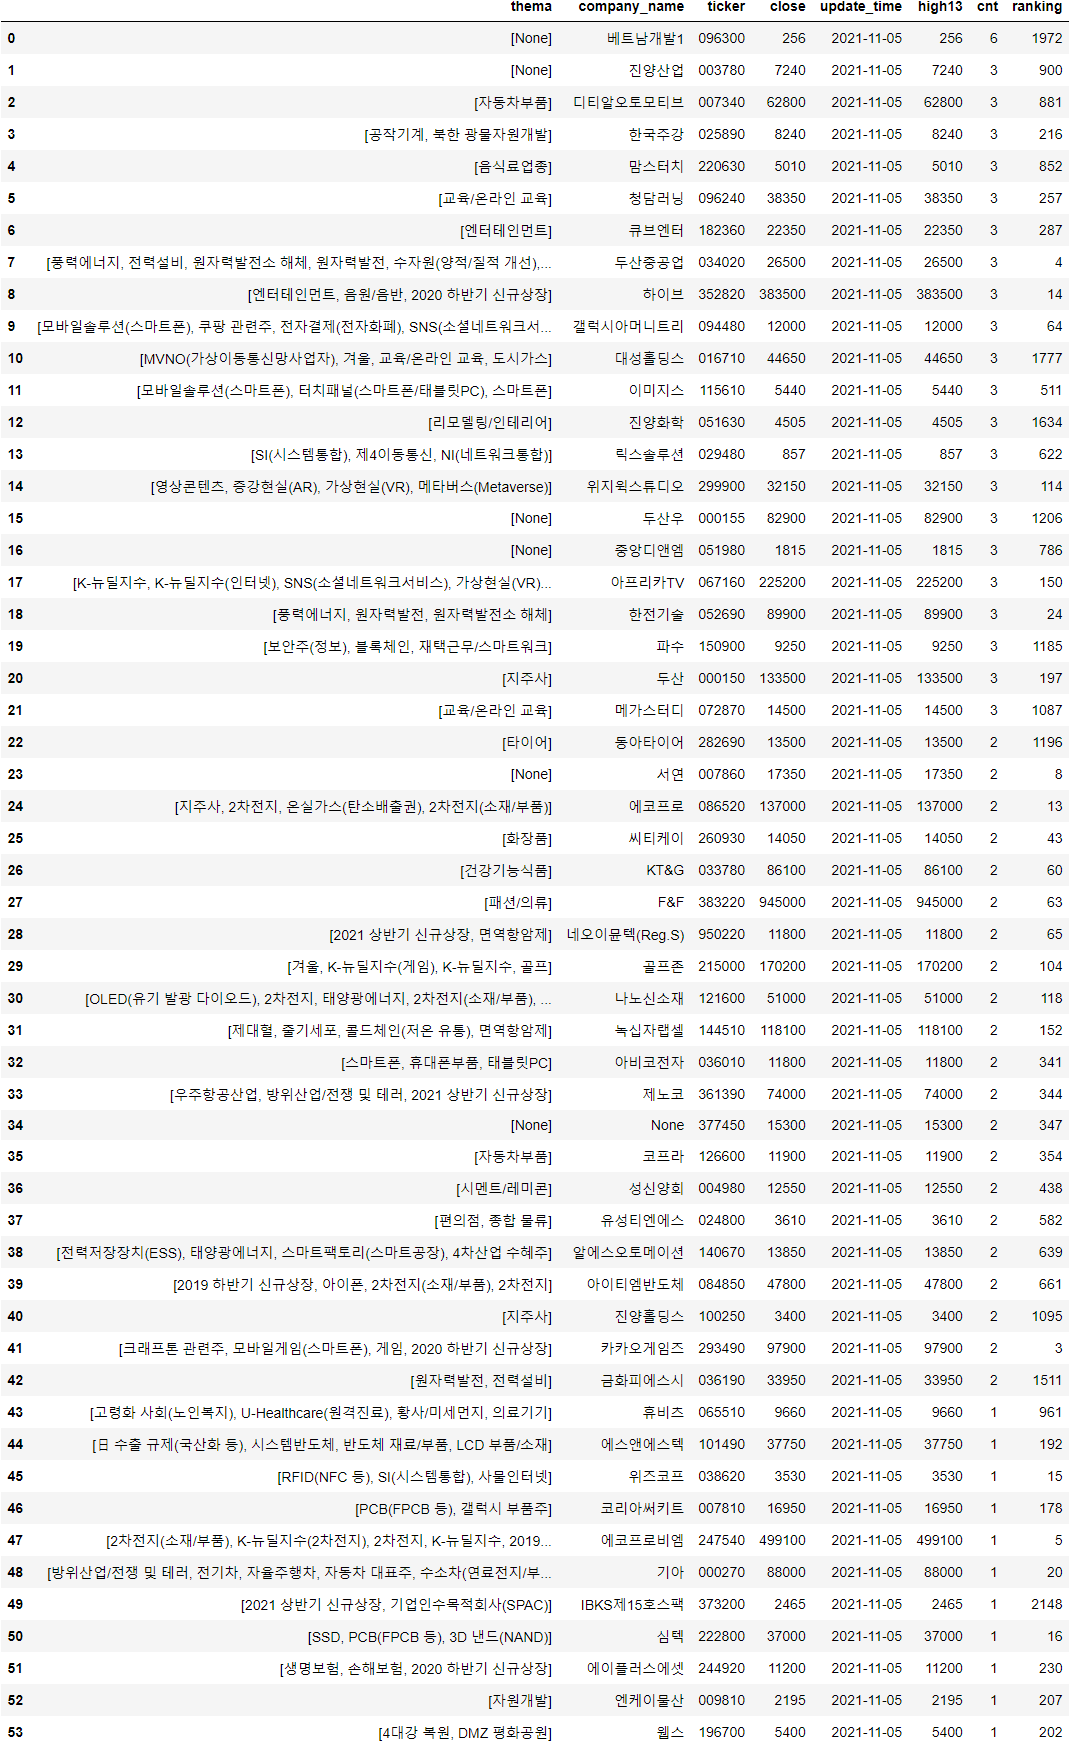 thema company_name ticker close update_time high13 cnt ranking
0 [None] 베트남개발1 096300 256 2021-11-05 256 6 1972
1 [None] 진양산업 003780 7240 2021-11-05 7240 3 900
2 [자동차부품] 디티알오토모티브 007340 62800 2021-11-05 62800 3 881
3 [공작기계, 북한 광물자원개발] 한국주강 025890 8240 2021-11-05 8240 3 216
4 [음식료업종] 맘스터치 220630 5010 2021-11-05 5010 3 852
5 [교육/온라인 교육] 청담러닝 096240 38350 2021-11-05 38350 3 257
6 [엔터테인먼트] 큐브엔터 182360 22350 2021-11-05 22350 3 287
7 [풍력에너지, 전력설비, 원자력발전소 해체, 원자력발전, 수자원(양적/질적 개선),... 두산중공업 034020 26500 2021-11-05 26500 3 4
8 [엔터테인먼트, 음원/음반, 2020 하반기 신규상장] 하이브 352820 383500 2021-11-05 383500 3 14
9 [모바일솔루션(스마트폰), 쿠팡 관련주, 전자결제(전자화폐), SNS(소셜네트워크서... 갤럭시아머니트리 094480 12000 2021-11-05 12000 3 64
10 [MVNO(가상이동통신망사업자), 겨울, 교육/온라인 교육, 도시가스] 대성홀딩스 016710 44650 2021-11-05 44650 3 1777
11 [모바일솔루션(스마트폰), 터치패널(스마트폰/태블릿PC), 스마트폰] 이미지스 115610 5440 2021-11-05 5440 3 511
12 [리모델링/인테리어] 진양화학 051630 4505 2021-11-05 4505 3 1634
13 [SI(시스템통합), 제4이동통신, NI(네트워크통합)] 릭스솔루션 029480 857 2021-11-05 857 3 622
14 [영상콘텐츠, 증강현실(AR), 가상현실(VR), 메타버스(Metaverse)] 위지윅스튜디오 299900 32150 2021-11-05 32150 3 114
15 [None] 두산우 000155 82900 2021-11-05 82900 3 1206
16 [None] 중앙디앤엠 051980 1815 2021-11-05 1815 3 786
17 [K-뉴딜지수, K-뉴딜지수(인터넷), SNS(소셜네트워크서비스), 가상현실(VR)... 아프리카TV 067160 225200 2021-11-05 225200 3 150
18 [풍력에너지, 원자력발전, 원자력발전소 해체] 한전기술 052690 89900 2021-11-05 89900 3 24
19 [보안주(정보), 블록체인, 재택근무/스마트워크] 파수 150900 9250 2021-11-05 9250 3 1185
20 [지주사] 두산 000150 133500 2021-11-05 133500 3 197
21 [교육/온라인 교육] 메가스터디 072870 14500 2021-11-05 14500 3 1087
22 [타이어] 동아타이어 282690 13500 2021-11-05 13500 2 1196
23 [None] 서연 007860 17350 2021-11-05 17350 2 8
24 [지주사, 2차전지, 온실가스(탄소배출권), 2차전지(소재/부품)] 에코프로 086520 137000 2021-11-05 137000 2 13
25 [화장품] 씨티케이 260930 14050 2021-11-05 14050 2 43
26 [건강기능식품] KT&G 033780 86100 2021-11-05 86100 2 60
27 [패션/의류] F&F 383220 945000 2021-11-05 945000 2 63
28 [2021 상반기 신규상장, 면역항암제] 네오이뮨텍(Reg.S) 950220 11800 2021-11-05 11800 2 65
29 [겨울, K-뉴딜지수(게임), K-뉴딜지수, 골프] 골프존 215000 170200 2021-11-05 170200 2 104
30 [OLED(유기 발광 다이오드), 2차전지, 태양광에너지, 2차전지(소재/부품), ... 나노신소재 121600 51000 2021-11-05 51000 2 118
31 [제대혈, 줄기세포, 콜드체인(저온 유통), 면역항암제] 녹십자랩셀 144510 118100 2021-11-05 118100 2 152
32 [스마트폰, 휴대폰부품, 태블릿PC] 아비코전자 036010 11800 2021-11-05 11800 2 341
33 [우주항공산업, 방위산업/전쟁 및 테러, 2021 상반기 신규상장] 제노코 361390 74000 2021-11-05 74000 2 344
34 [None] None 377450 15300 2021-11-05 15300 2 347
35 [자동차부품] 코프라 126600 11900 2021-11-05 11900 2 354
36 [시멘트/레미콘] 성신양회 004980 12550 2021-11-05 12550 2 438
37 [편의점, 종합 물류] 유성티엔에스 024800 3610 2021-11-05 3610 2 582
38 [전력저장장치(ESS), 태양광에너지, 스마트팩토리(스마트공장), 4차산업 수혜주] 알에스오토메이션 140670 13850 2021-11-05 13850 2 639
39 [2019 하반기 신규상장, 아이폰, 2차전지(소재/부품), 2차전지] 아이티엠반도체 084850 47800 2021-11-05 47800 2 661
40 [지주사] 진양홀딩스 100250 3400 2021-11-05 3400 2 1095
41 [크래프톤 관련주, 모바일게임(스마트폰), 게임, 2020 하반기 신규상장] 카카오게임즈 293490 97900 2021-11-05 97900 2 3
42 [원자력발전, 전력설비] 금화피에스시 036190 33950 2021-11-05 33950 2 1511
43 [고령화 사회(노인복지), U-Healthcare(원격진료), 황사/미세먼지, 의료기기] 휴비츠 065510 9660 2021-11-05 9660 1 961
44 [日 수출 규제(국산화 등), 시스템반도체, 반도체 재료/부품, LCD 부품/소재] 에스앤에스텍 101490 37750 2021-11-05 37750 1 192
45 [RFID(NFC 등), SI(시스템통합), 사물인터넷] 위즈코프 038620 3530 2021-11-05 3530 1 15
46 [PCB(FPCB 등), 갤럭시 부품주] 코리아써키트 007810 16950 2021-11-05 16950 1 178
47 [2차전지(소재/부품), K-뉴딜지수(2차전지), 2차전지, K-뉴딜지수, 2019... 에코프로비엠 247540 499100 2021-11-05 499100 1 5
48 [방위산업/전쟁 및 테러, 전기차, 자율주행차, 자동차 대표주, 수소차(연료전지/부... 기아 000270 88000 2021-11-05 88000 1 20
49 [2021 상반기 신규상장, 기업인수목적회사(SPAC)] IBKS제15호스팩 373200 2465 2021-11-05 2465 1 2148
50 [SSD, PCB(FPCB 등), 3D 낸드(NAND)] 심텍 222800 37000 2021-11-05 37000 1 16
51 [생명보험, 손해보험, 2020 하반기 신규상장] 에이플러스에셋 244920 11200 2021-11-05 11200 1 230
52 [자원개발] 엔케이물산 009810 2195 2021-11-05 2195 1 207
53 [4대강 복원, DMZ 평화공원] 웹스 196700 5400 2021-11-05 5400 1 202